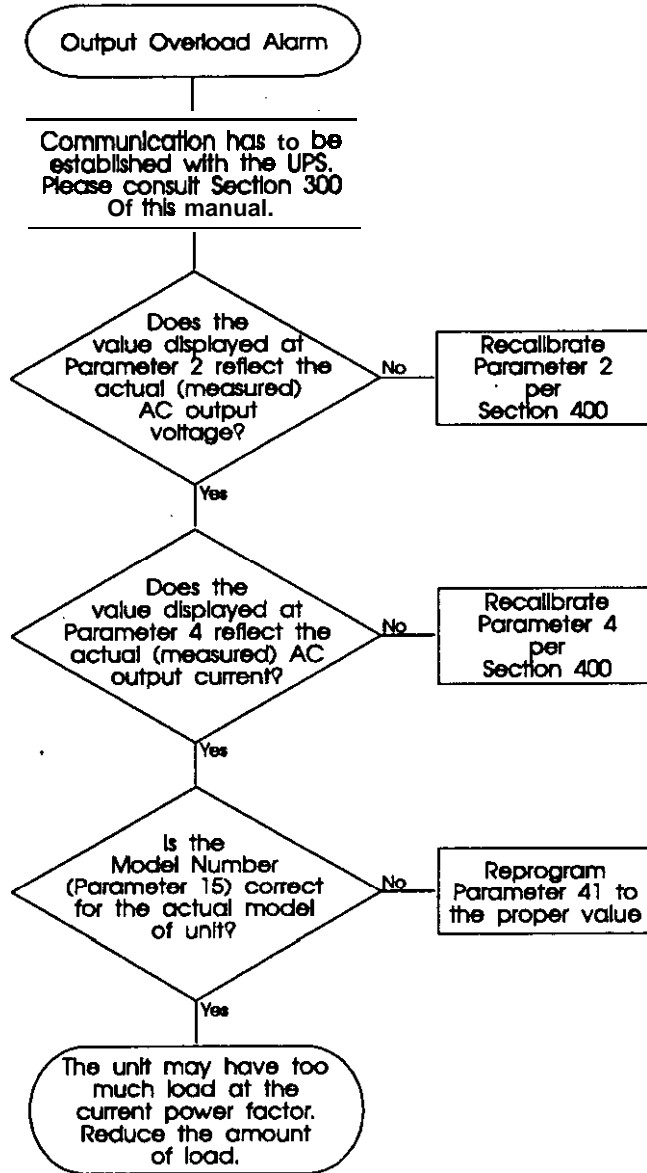 Output Overload Alarm
Communication has to be
established with the UPS.
Please consult Section 300
Of this manual.
Does the
value displayed at
Parameter 2 reflect the
actual (measured)
AC output
voltage?
No
Recalibrate
Parameter 2
per
Section 400
Yes
Does the
value displayed at
Parameter 4 reflect the
actual (measured) AC
output current?
No
Recalibrate
Parameter 4
per
Section 400
Yes
Is the
Model Number
(Parameter 15) correct
for the actual model
of unit?
No
Reprogram
Parameter 41 to
the proper value
Yes
The unit may have too
much load at the
current power factor.
Reduce the amount
of load.